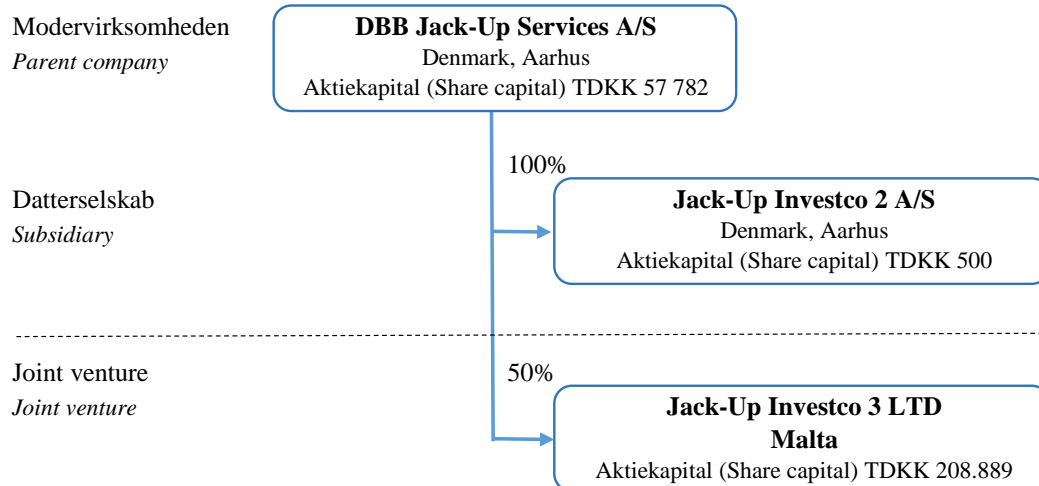 Modervirksomheden
Parent company
DBB Jack-Up Services A/S
Denmark, Aarhus
Aktiekapital (Share capital) TDKK 57 782
100%
Datterselskab
Subsidiary
Jack-Up Investco 2 A/S
Denmark, Aarhus
Aktiekapital (Share capital) TDKK 500
Joint venture
Joint venture
50%
Jack-Up Investco 3 LTD
Malta
Aktiekapital (Share capital) TDKK 208.889